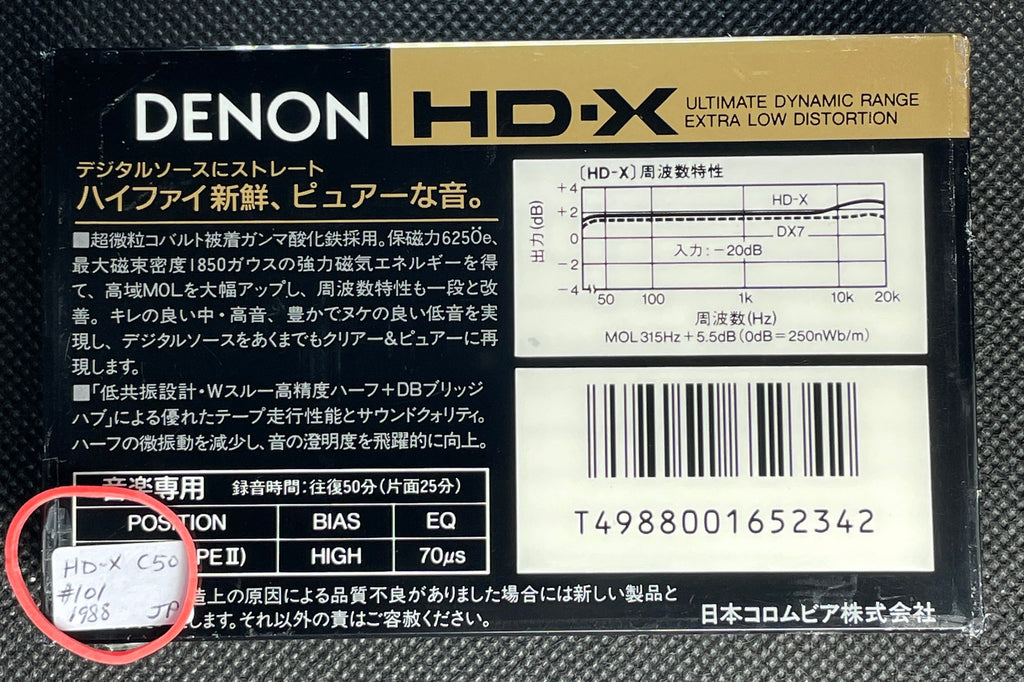 DENON HD·X ULTIMATE DYNAMIC RANGE
EXTRA LOW DISTORTION
デジタルソースにストレート
ハイファイ新鮮、ピュアーな音。
■超微粒コバルト被着ガンマ酸化鉄採用。保磁力625Öe、
最大磁束密度1850ガウスの強力磁気エネルギーを得
て、高域MOLを大幅アップし、周波数特性も一段と改
善。キレの良い中・高音、豊かでヌケの良い低音を実
現し、デジタルソースをあくまでもクリアー&ピュアーに再
現します。
■「低共振設計・Wスルー高精度ハーフ+DBブリッジ
ハブ」による優れたテープ走行性能とサウンドクォリティ。
ハーフの微振動を減少し、音の澄明度を飛躍的に向上。
音楽専用 録音時間:往復50分(片面25分)
POSITION BIAS EQ
PEII) HIGH 70μs
造上の原因による品質不良がありました場合には新しい製品と
します。それ以外の責はご容赦ください。
HD-X C50
#101
1988 JP
〔HD-X〕周波数特性
出力(dB)
+4
+2
0
−2
−4
HD-X
DX7
入力:−20dB
50 100 1k 10k 20k
周波数(Hz)
MOL315Hz+5.5dB(0dB=250nWb/m)
T4988001652342
日本コロムビア株式会社